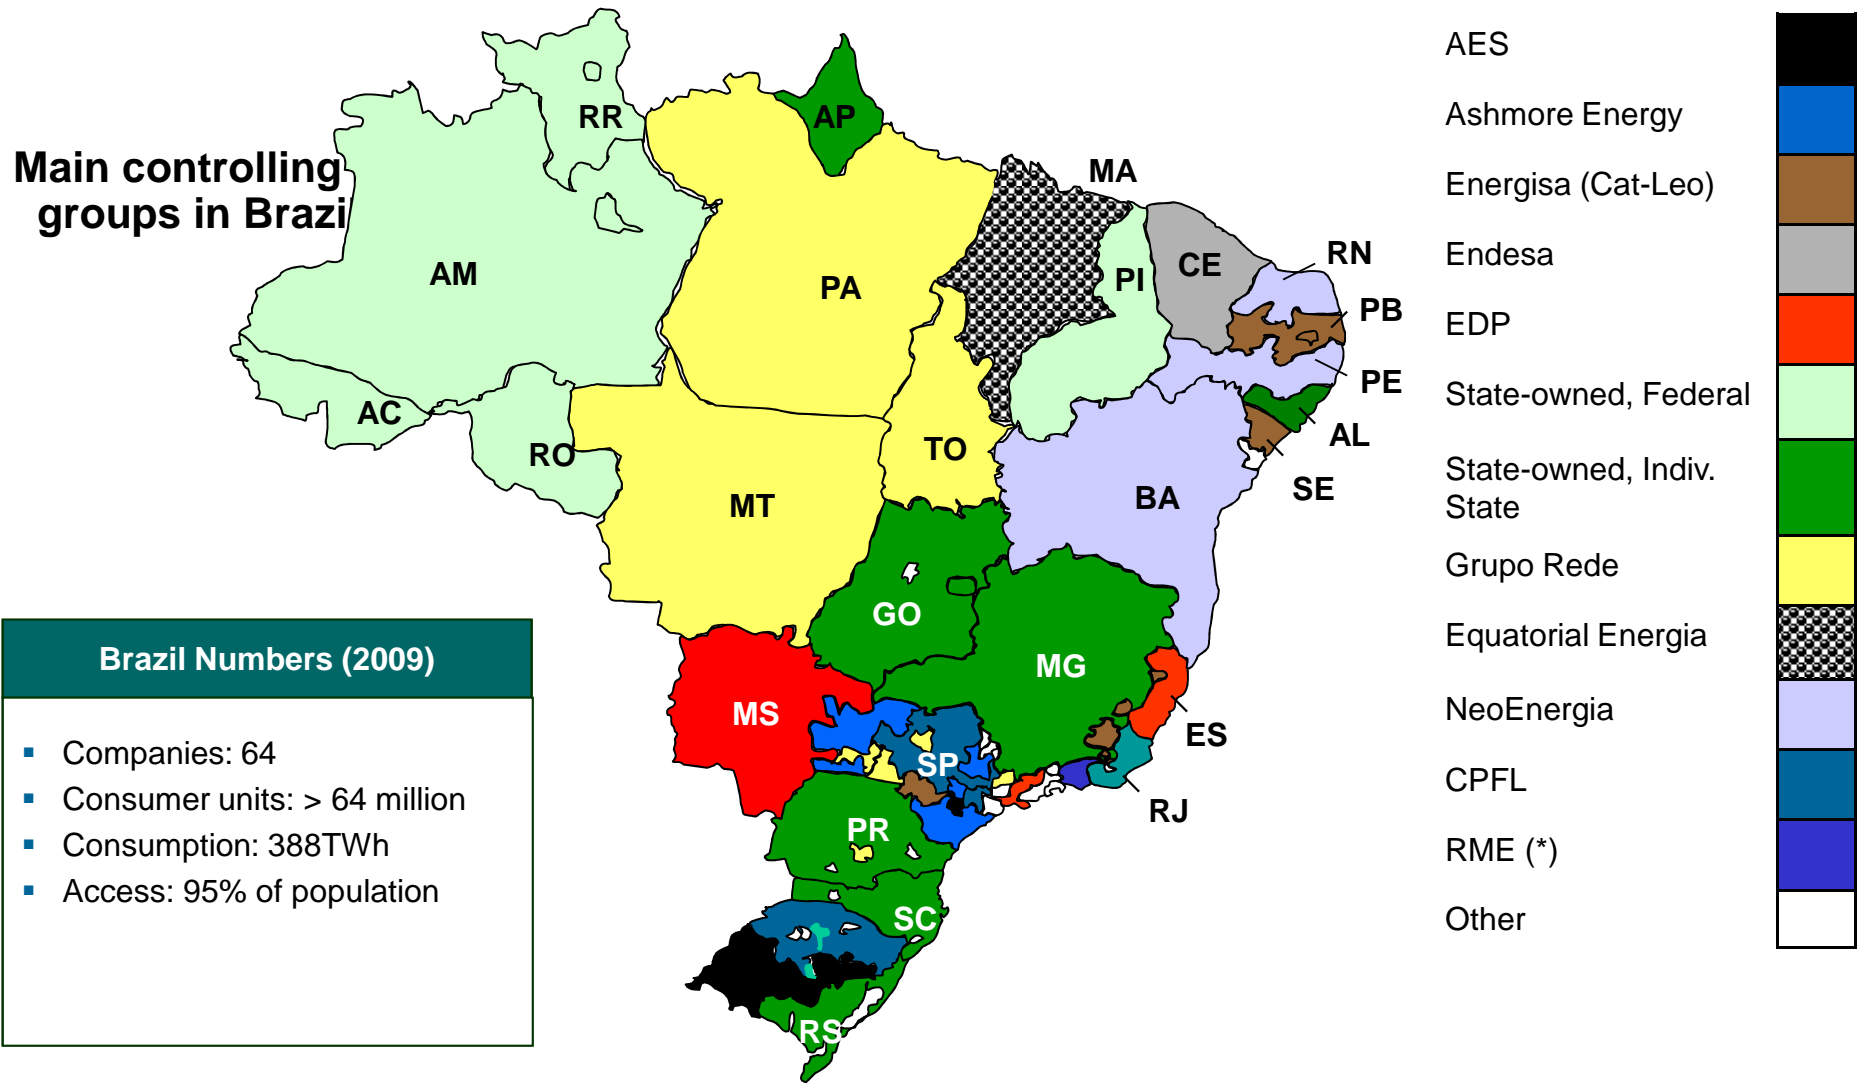 Main controlling
groups in Brazi
RR
AP
MA
AM
PA
PI
CE
RN
PB
PE
AC
RO
TO
AL
SE
MT
BA
GO
MG
MS
ES
SP
RJ
PR
SC
RS
AES
Ashmore Energy
Energisa (Cat-Leo)
Endesa
EDP
State-owned, Federal
State-owned, Indiv.
State
Grupo Rede
Equatorial Energia
NeoEnergia
CPFL
RME (*)
Other
Brazil Numbers (2009)
▪ Companies: 64
▪ Consumer units: > 64 million
▪ Consumption: 388TWh
▪ Access: 95% of population